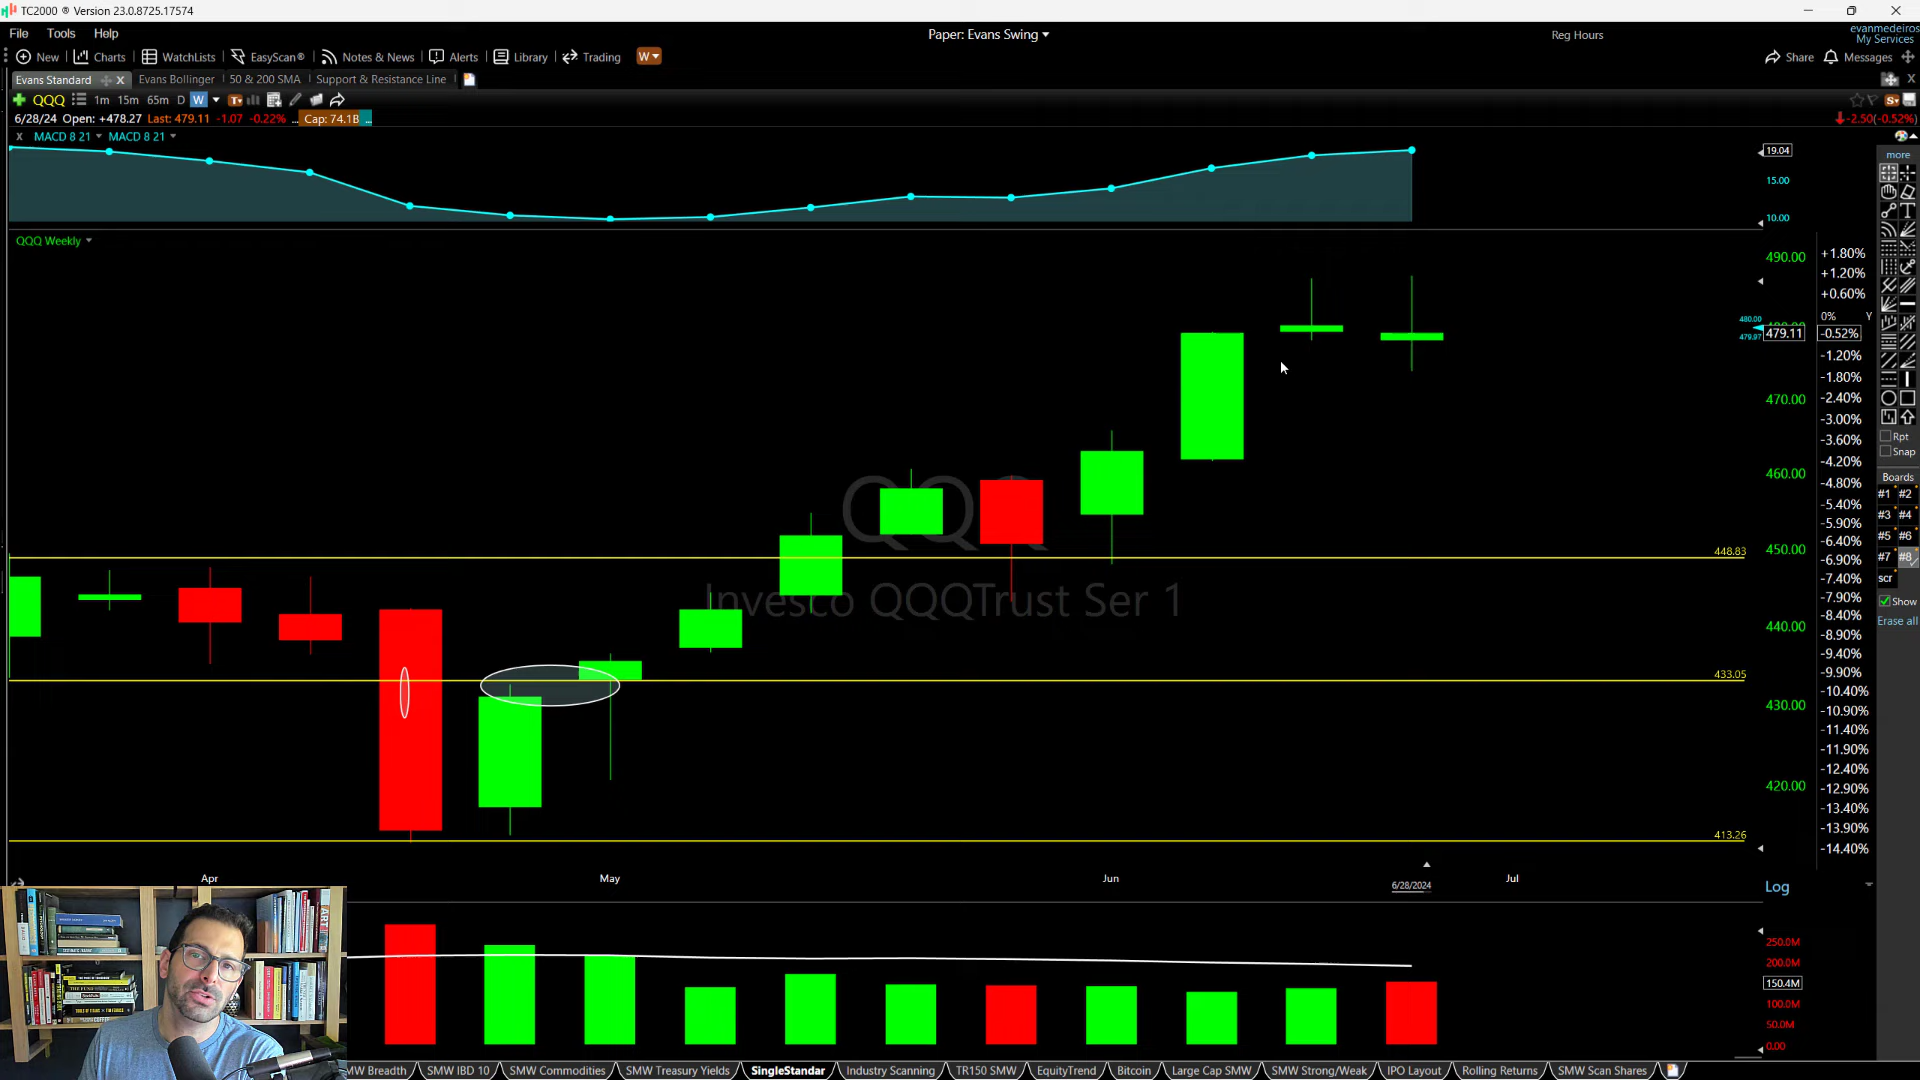 TC2000 ® Version 23.0.8725.17574
File Tools Help
Paper: Evans Swing
Reg Hours
evanmedeiros
My Services
New Charts WatchLists EasyScan® Notes & News Alerts Library Trading W
Share Messages
Evans Standard X Evans Bollinger 50 & 200 SMA Support & Resistance Line
QQQ 1m 15m 65m D W
6/28/24 Open: +478.27 Last: 479.11 -1.07 -0.22% ... Cap: 74.1B ...
-2.50(-0.52%)
X MACD 8 21 MACD 8 21
19.04
15.00
10.00
more
QQQ Weekly
490.00
480.00
479.97
479.11
470.00
460.00
450.00
440.00
430.00
420.00
+1.80%
+1.20%
+0.60%
0% Y
-0.52%
-1.20%
-1.80%
-2.40%
-3.00%
-3.60%
-4.20%
-4.80%
-5.40%
-5.90%
-6.40%
-6.90%
-7.40%
-7.90%
-8.40%
-8.90%
-9.40%
-9.90%
-10.40%
-10.90%
-11.40%
-11.90%
-12.40%
-12.90%
-13.40%
-13.90%
-14.40%
QQQ
Invesco QQQTrust Ser 1
448.83
433.05
413.26
Rpt
Snap
Boards
#1 #2
#3 #4
#5 #6
#7 #8
scr
Show
Erase all
Apr May Jun 6/28/2024 Jul
Log
250.0M
200.0M
150.4M
100.0M
50.0M
0.00
MW Breadth SMW IBD 10 SMW Commodities SMW Treasury Yields SingleStandar Industry Scanning TR150 SMW EquityTrend Bitcoin Large Cap SMW SMW Strong/Weak IPO Layout Rolling Returns SMW Scan Shares